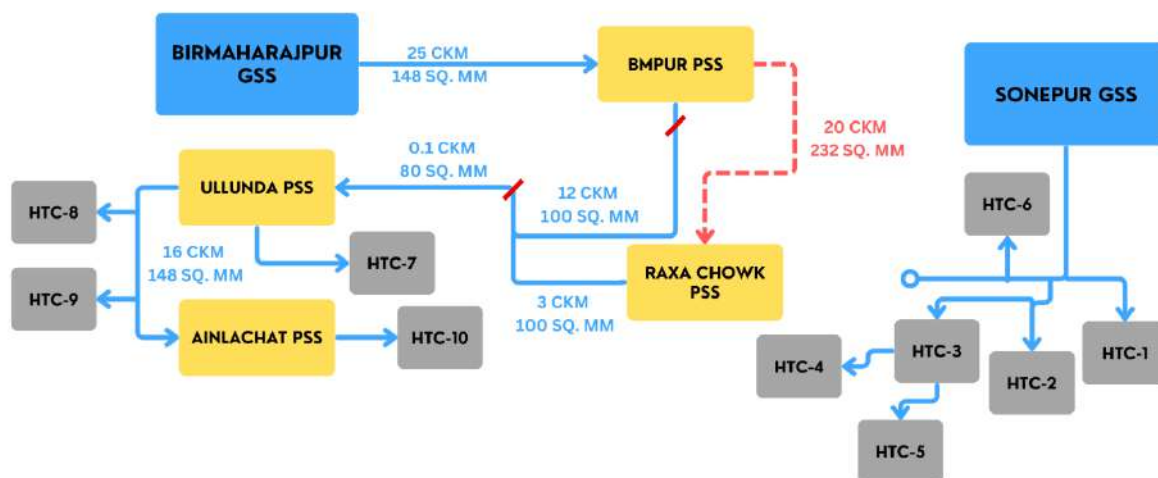 BIRMAHARAJPUR
GSS
25 CKM
148 SQ. MM
BMPUR PSS
SONEPUR GSS
20 CKM
232 SQ. MM
0.1 CKM
80 SQ. MM
ULLUNDA PSS
HTC-8
12 CKM
100 SQ. MM
HTC-6
16 CKM
148 SQ. MM
HTC-7
RAXA CHOWK
PSS
HTC-9
3 CKM
100 SQ. MM
AINLACHAT PSS
HTC-10
HTC-4
HTC-3
HTC-2
HTC-1
HTC-5